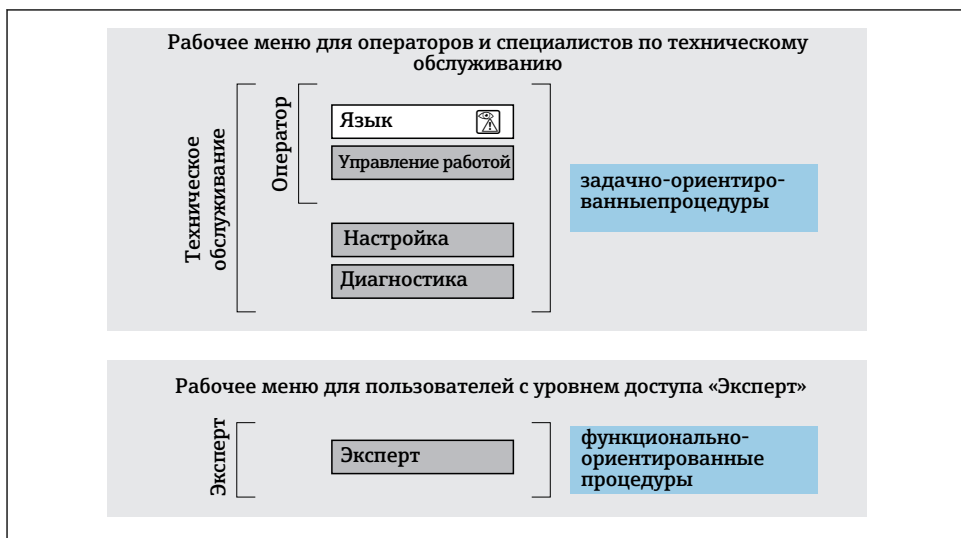 Рабочее меню для операторов и специалистов по техническому
обслуживанию
Техническое
обслуживание
Оператор
Язык
Управление работой
Настройка
Диагностика
задачно-ориентиро-
ванныепроцедуры
Рабочее меню для пользователей с уровнем доступа «Эксперт»
Эксперт
Эксперт
функционально-
ориентированные
процедуры